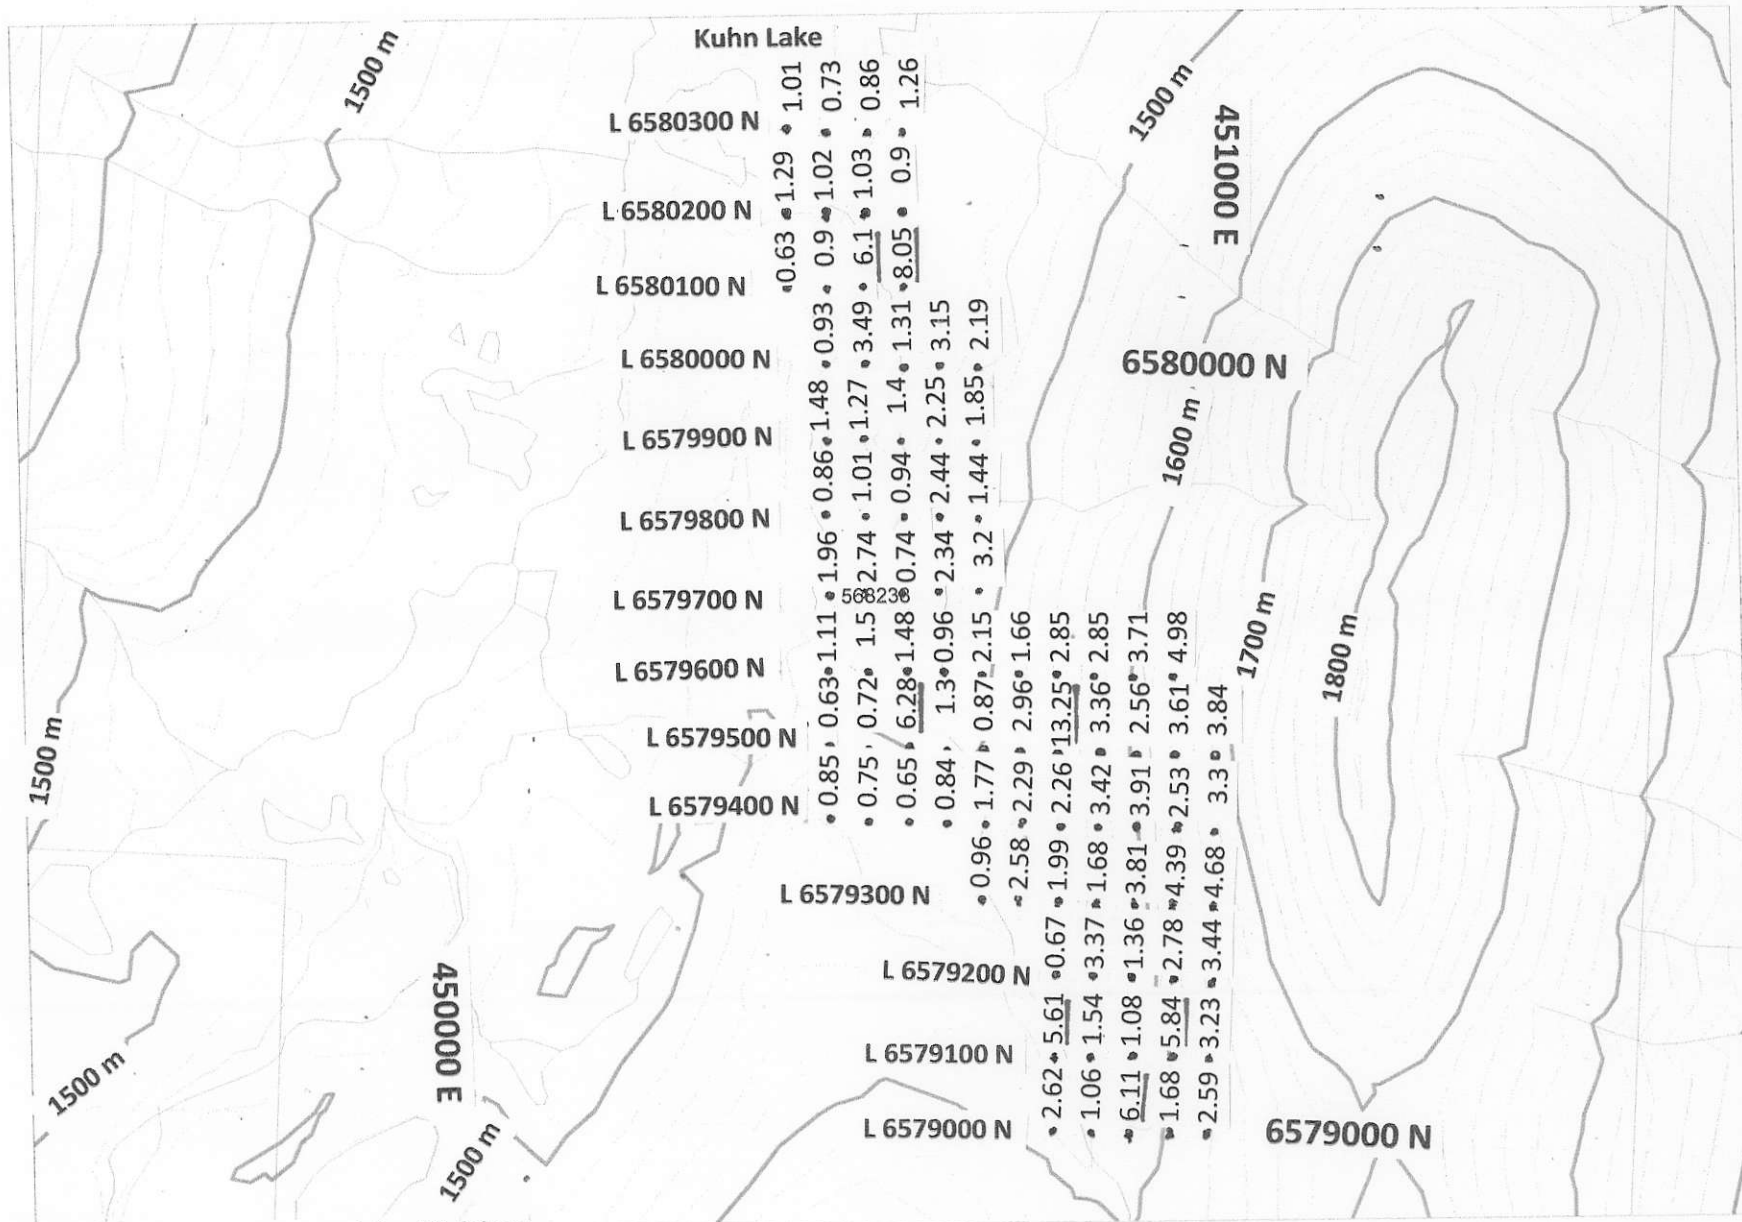 Kuhn Lake
1500 m
1500 m
451000 E
L 6580300 N 1.01 0.73 0.86 1.26
L 6580200 N 1.29 1.02 1.03 0.9
L 6580100 N 0.63 0.9 6.1 8.05
L 6580000 N 0.93 3.49 1.31 3.15 2.19
6580000 N
L 6579900 N 1.48 1.27 1.4 2.25 1.85
1600 m
L 6579800 N 0.86 1.01 0.94 2.44 1.44
L 6579700 N 1.96 2.74 0.74 2.34 3.2
568236
1700 m
1800 m
L 6579600 N 1.11 1.5 1.48 0.96 2.15 1.66 2.85 2.85 3.71 4.98
L 6579500 N 0.63 0.72 6.28 1.3 0.87 2.96 13.25 3.36 2.56 3.61 3.84
1500 m
L 6579400 N 0.85 0.75 0.65 0.84 1.77 2.29 2.26 3.42 3.91 2.53 3.3
L 6579300 N 0.96 2.58 1.99 1.68 3.81 4.39 4.68
L 6579200 N 0.67 3.37 1.36 2.78 3.44
450000 E
L 6579100 N 5.61 1.54 1.08 5.84 3.23
1500 m
L 6579000 N 2.62 1.06 6.11 1.68 2.59
6579000 N
1500 m